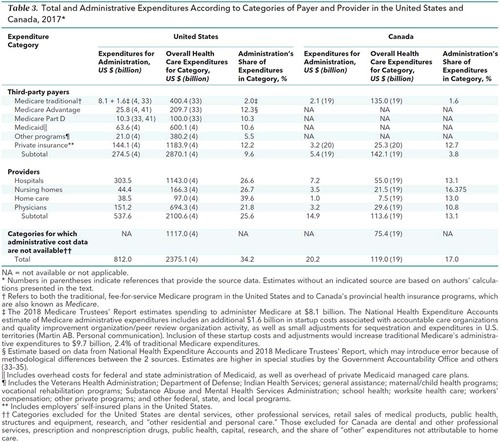 Table 3. Total and Administrative Expenditures According to Categories of Payer and Provider in the United States and
Canada, 2017*
Expenditure Category United States Canada
Expenditures for Administration, US $ (billion) Overall Health Care Expenditures for Category, US $ (billion) Administration's Share of Expenditures in Category, % Expenditures for Administration, US $ (billion) Overall Health Care Expenditures for Category, US $ (billion) Administration's Share of Expenditures in Category, %
Third-party payers
Medicare traditional† 8.1 + 1.6‡ (4, 33) 400.4 (33) 2.0‡ 2.1 (19) 135.0 (19) 1.6
Medicare Advantage 25.8 (4, 41) 209.7 (33) 12.3§ NA NA NA
Medicare Part D 10.3 (33, 41) 100.0 (33) 10.3 NA NA NA
Medicaid|| 63.6 (4) 600.1 (4) 10.6 NA NA NA
Other programs¶ 21.0 (4) 380.2 (4) 5.5 NA NA NA
Private insurance** 144.1 (4) 1183.9 (4) 12.2 3.2 (20) 25.3 (20) 12.7
Subtotal 274.5 (4) 2870.1 (4) 9.6 5.4 (19) 142.1 (19) 3.8
Providers
Hospitals 303.5 1143.0 (4) 26.6 7.2 55.0 (19) 13.1
Nursing homes 44.4 166.3 (4) 26.7 3.5 21.5 (19) 16.375
Home care 38.5 97.0 (4) 39.6 1.0 7.5 (19) 13.0
Physicians 151.2 694.3 (4) 21.8 3.2 29.6 (19) 10.8
Subtotal 537.6 2100.6 (4) 25.6 14.9 113.6 (19) 13.1
Categories for which administrative cost data are not available†† NA 1117.0 (4) NA NA 75.4 (19) NA
Total 812.0 2375.1 (4) 34.2 20.2 119.0 (19) 17.0
NA = not available or not applicable.
* Numbers in parentheses indicate references that provide the source data. Estimates without an indicated source are based on authors' calcula-
tions presented in the text.
† Refers to both the traditional, fee-for-service Medicare program in the United States and to Canada's provincial health insurance programs, which
are also known as Medicare.
‡ The 2018 Medicare Trustees' Report estimates spending to administer Medicare at $8.1 billion. The National Health Expenditure Accounts
estimate of Medicare administrative expenditures includes an additional $1.6 billion in startup costs associated with accountable care organizations
and quality improvement organization/peer review organization activity, as well as small adjustments for sequestration and expenditures in U.S.
territories (Martin AB. Personal communication). Inclusion of these startup costs and adjustments would increase traditional Medicare's administra-
tive expenditures to $9.7 billion, 2.4% of traditional Medicare expenditures.
§ Estimate based on data from National Health Expenditure Accounts and 2018 Medicare Trustees' Report, which may introduce error because of
methodological differences between the 2 sources. Estimates are higher in special studies by the Government Accountability Office and others
(33-35).
|| Includes overhead costs for federal and state administration of Medicaid, as well as overhead of private Medicaid managed care plans.
¶ Includes the Veterans Health Administration; Department of Defense; Indian Health Services; general assistance; maternal/child health programs;
vocational rehabilitation programs; Substance Abuse and Mental Health Services Administration; school health; worksite health care; workers'
compensation; other private programs; and other federal, state, and local programs.
** Includes employers' self-insured plans in the United States.
†† Categories excluded for the United States are dental services, other professional services, retail sales of medical products, public health,
structures and equipment, research, and "other residential and personal care." Those excluded for Canada are dental and other professional
services, prescription and nonprescription drugs, public health, capital, research, and the share of "other" expenditures not attributable to home
care.